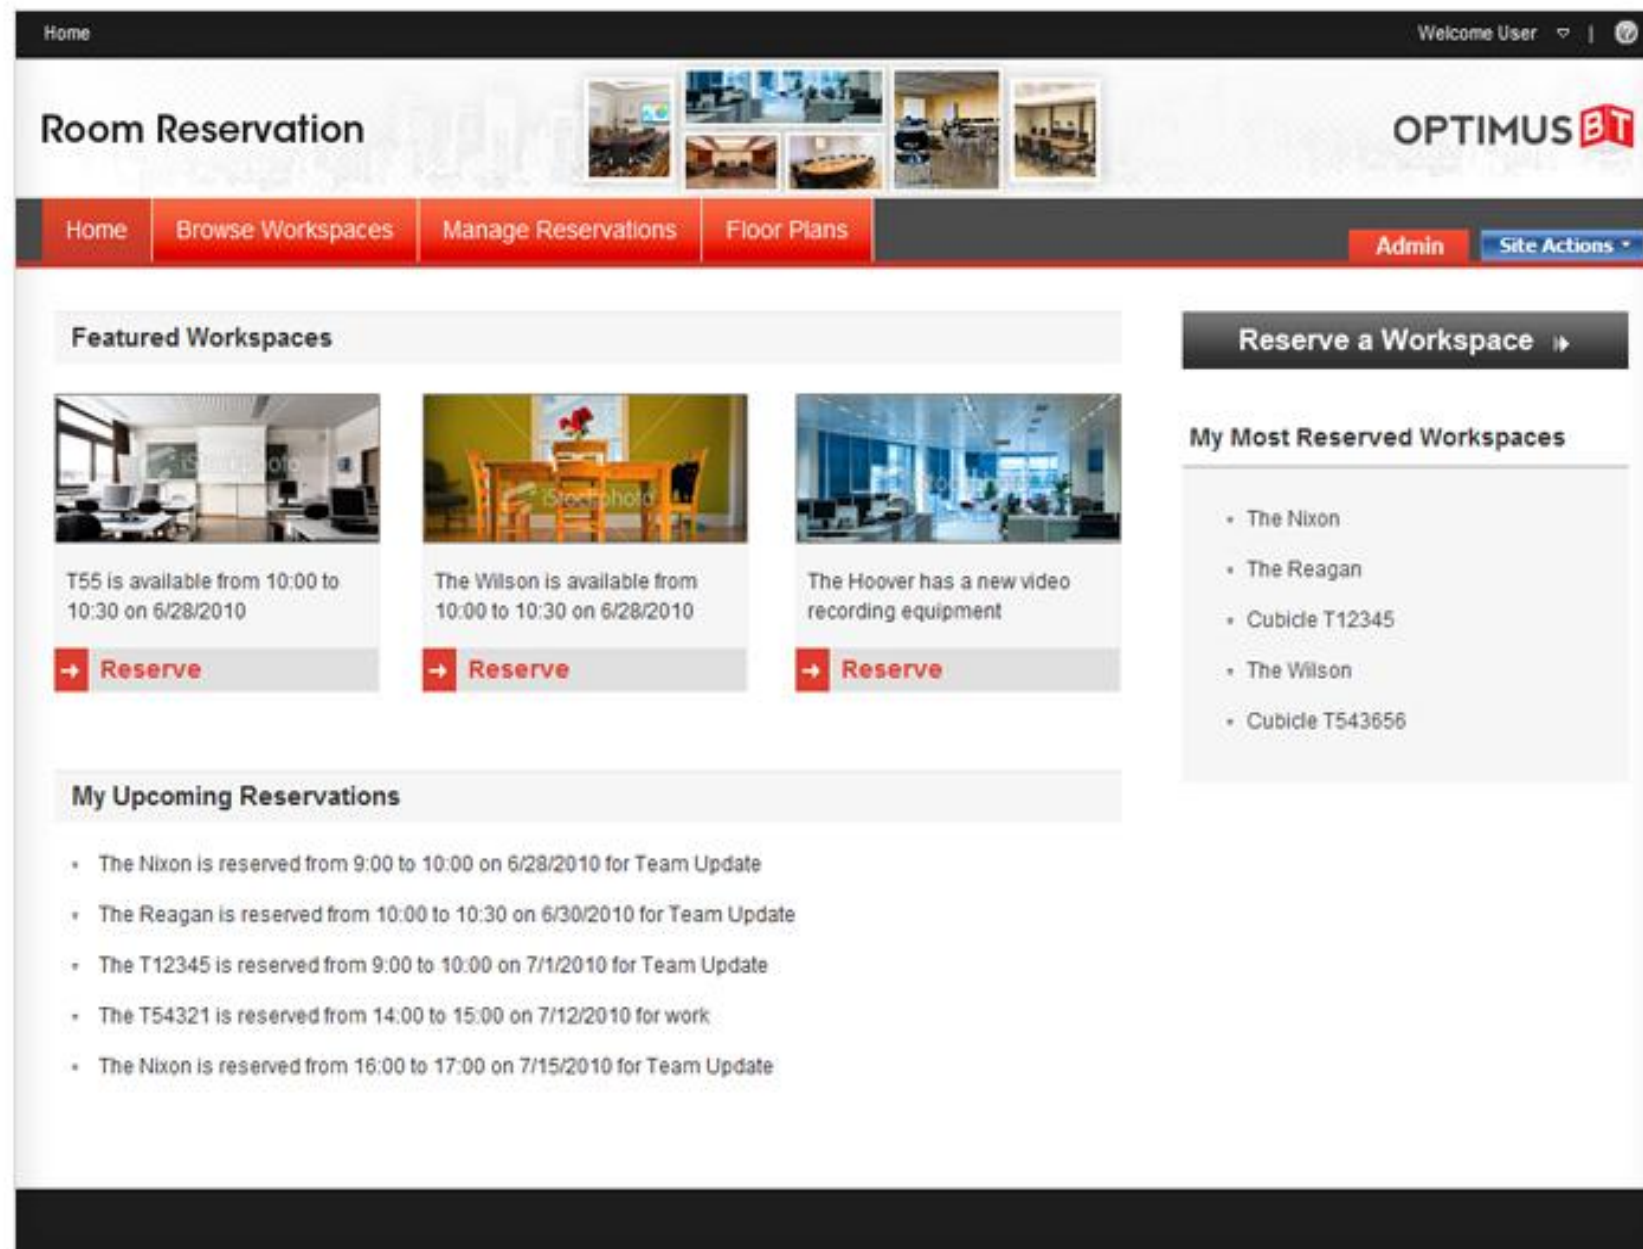 Home
Welcome User
Room Reservation
OPTIMUS BT
Home
Browse Workspaces
Manage Reservations
Floor Plans
Admin
Site Actions
Featured Workspaces
iStockphoto
T55 is available from 10:00 to
10:30 on 6/28/2010
Reserve
iStockphoto
The Wilson is available from
10:00 to 10:30 on 6/28/2010
Reserve
iStockphoto
The Hoover has a new video
recording equipment
Reserve
Reserve a Workspace
My Most Reserved Workspaces
The Nixon
The Reagan
Cubicle T12345
The Wilson
Cubicle T543656
My Upcoming Reservations
The Nixon is reserved from 9:00 to 10:00 on 6/28/2010 for Team Update
The Reagan is reserved from 10:00 to 10:30 on 6/30/2010 for Team Update
The T12345 is reserved from 9:00 to 10:00 on 7/1/2010 for Team Update
The T54321 is reserved from 14:00 to 15:00 on 7/12/2010 for work
The Nixon is reserved from 16:00 to 17:00 on 7/15/2010 for Team Update